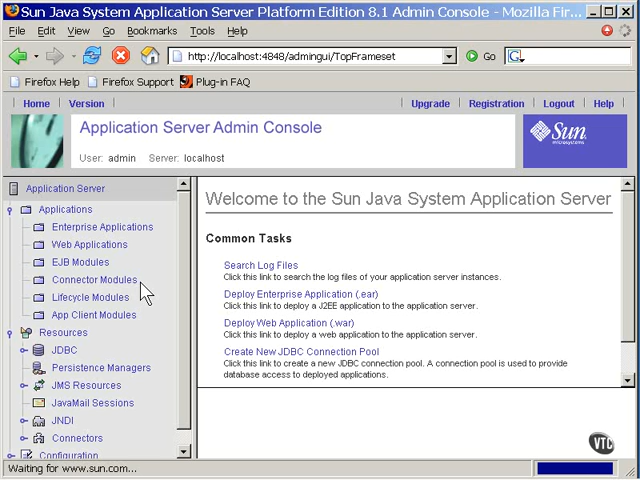 Sun Java System Application Server Platform Edition 8.1 Admin Console - Mozilla Fir...
File Edit View Go Bookmarks Tools Help
http://localhost:4848/admingui/TopFrameset
Go
Firefox Help Firefox Support Plug-in FAQ
Home Version Upgrade Registration Logout Help
Application Server Admin Console
User: admin Server: localhost
Sun
microsystems
Application Server
Applications
Enterprise Applications
Web Applications
EJB Modules
Connector Modules
Lifecycle Modules
App Client Modules
Resources
JDBC
Persistence Managers
JMS Resources
JavaMail Sessions
JNDI
Connectors
Configuration
Welcome to the Sun Java System Application Server
Common Tasks
Search Log Files
Click this link to search the log files of your application server instances.
Deploy Enterprise Application (.ear)
Click this link to deploy a J2EE application to the application server.
Deploy Web Application (.war)
Click this link to deploy a web application to the application server.
Create New JDBC Connection Pool
Click this link to create a new JDBC connection pool. A connection pool is used to provide
database access to deployed applications.
VTC
Waiting for www.sun.com...